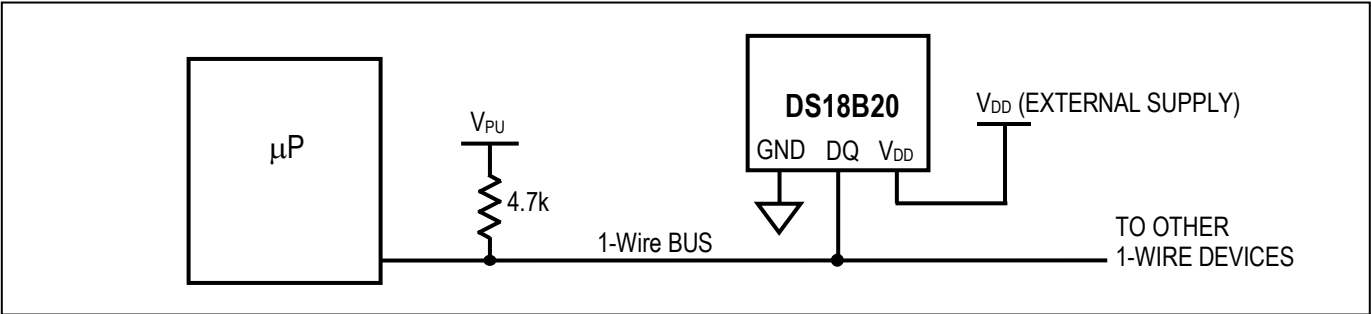 μP
VPU
4.7k
1-Wire BUS
DS18B20
GND DQ VDD
VDD (EXTERNAL SUPPLY)
TO OTHER
1-WIRE DEVICES